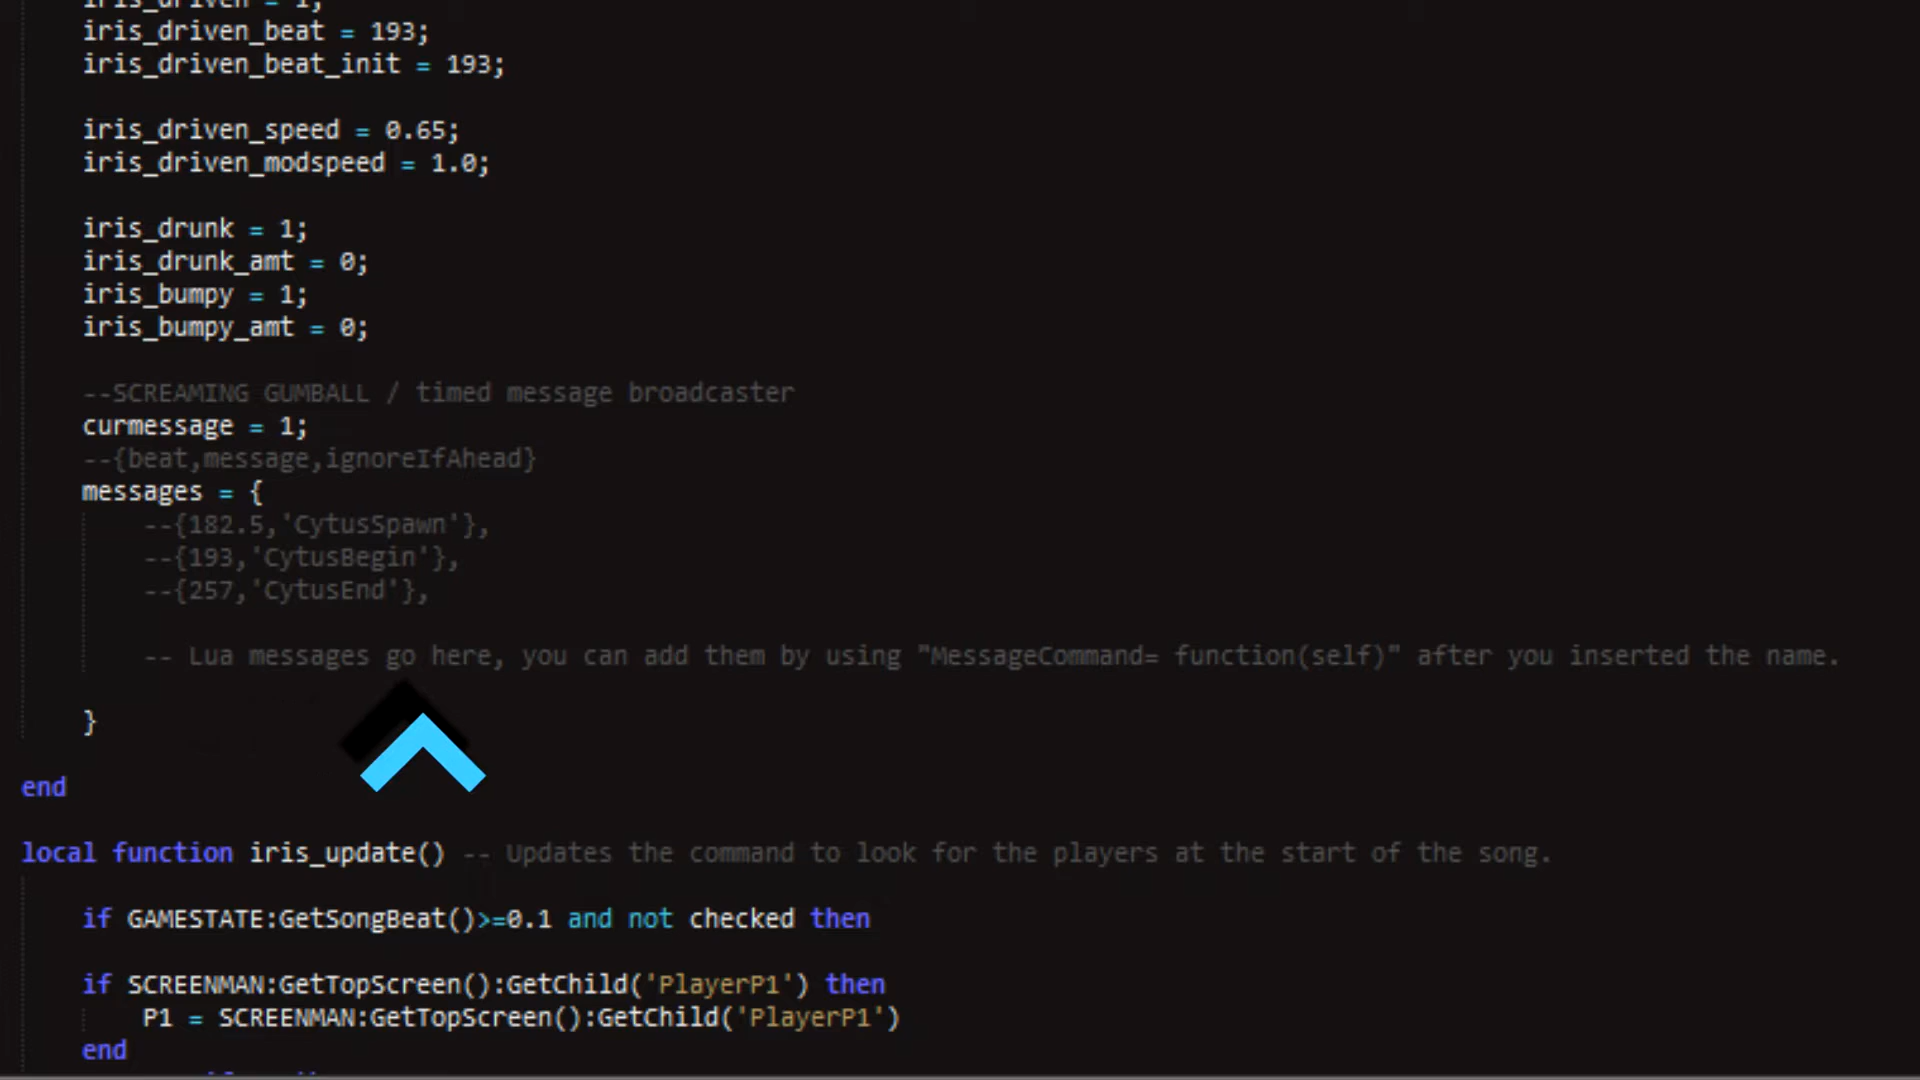 iris_driven = 1;
iris_driven_beat = 193;
iris_driven_beat_init = 193;
iris_driven_speed = 0.65;
iris_driven_modspeed = 1.0;
iris_drunk = 1;
iris_drunk_amt = 0;
iris_bumpy = 1;
iris_bumpy_amt = 0;
--SCREAMING GUMBALL / timed message broadcaster
curmessage = 1;
--{beat,message,ignoreIfAhead}
messages = {
--{182.5,'CytusSpawn'},
--{193,'CytusBegin'},
--{257,'CytusEnd'},
-- Lua messages go here, you can add them by using "MessageCommand= function(self)" after you inserted the name.
}
end
local function iris_update() -- Updates the command to look for the players at the start of the song.
if GAMESTATE:GetSongBeat()>=0.1 and not checked then
if SCREENMAN:GetTopScreen():GetChild('PlayerP1') then
P1 = SCREENMAN:GetTopScreen():GetChild('PlayerP1')
end